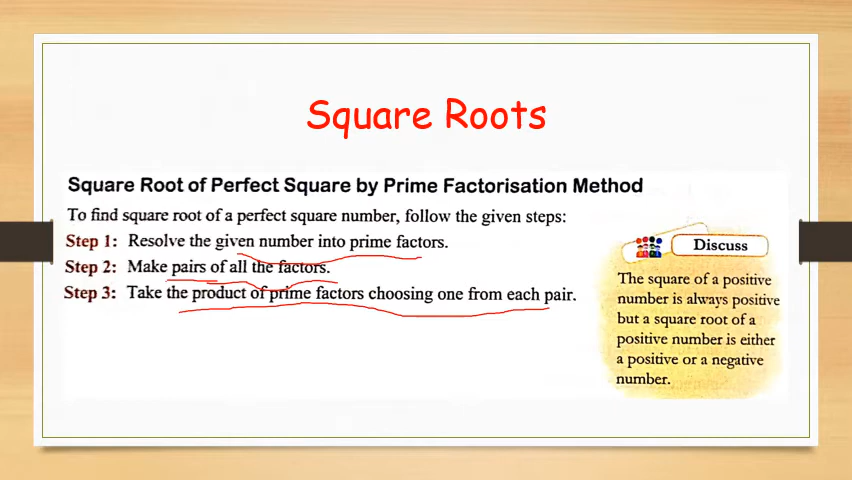 Square Roots
Square Root of Perfect Square by Prime Factorisation Method
To find square root of a perfect square number, follow the given steps:
Step 1: Resolve the given number into prime factors.
Step 2: Make pairs of all the factors.
Step 3: Take the product of prime factors choosing one from each pair.
Discuss
The square of a positive
number is always positive
but a square root of a
positive number is either
a positive or a negative
number.